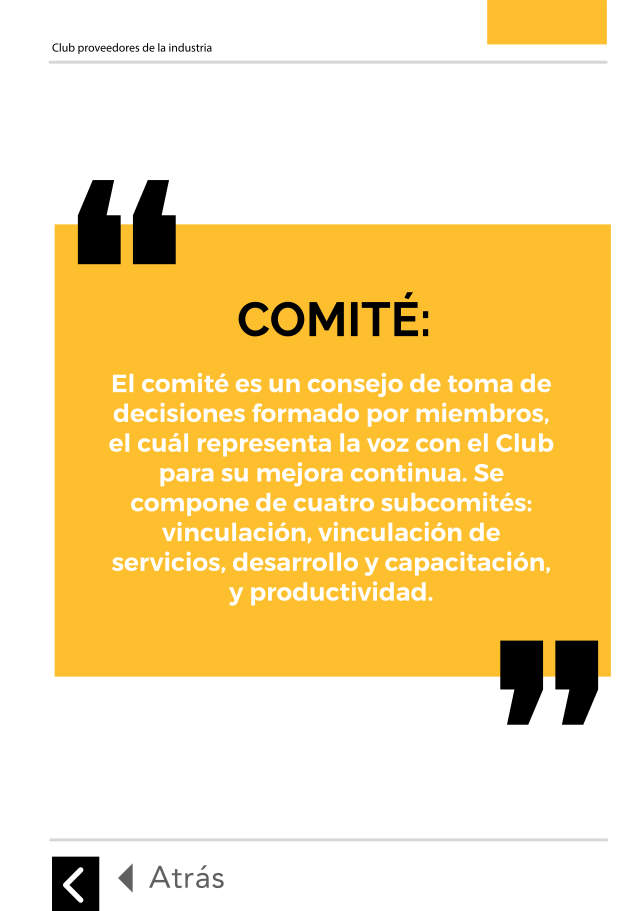 Club proveedores de la industria
“
COMITÉ:
El comité es un consejo de toma de
decisiones formado por miembros,
el cuál representa la voz con el Club
para su mejora continua. Se
compone de cuatro subcomités:
vinculación, vinculación de
servicios, desarrollo y capacitación,
y productividad.
”
Atrás